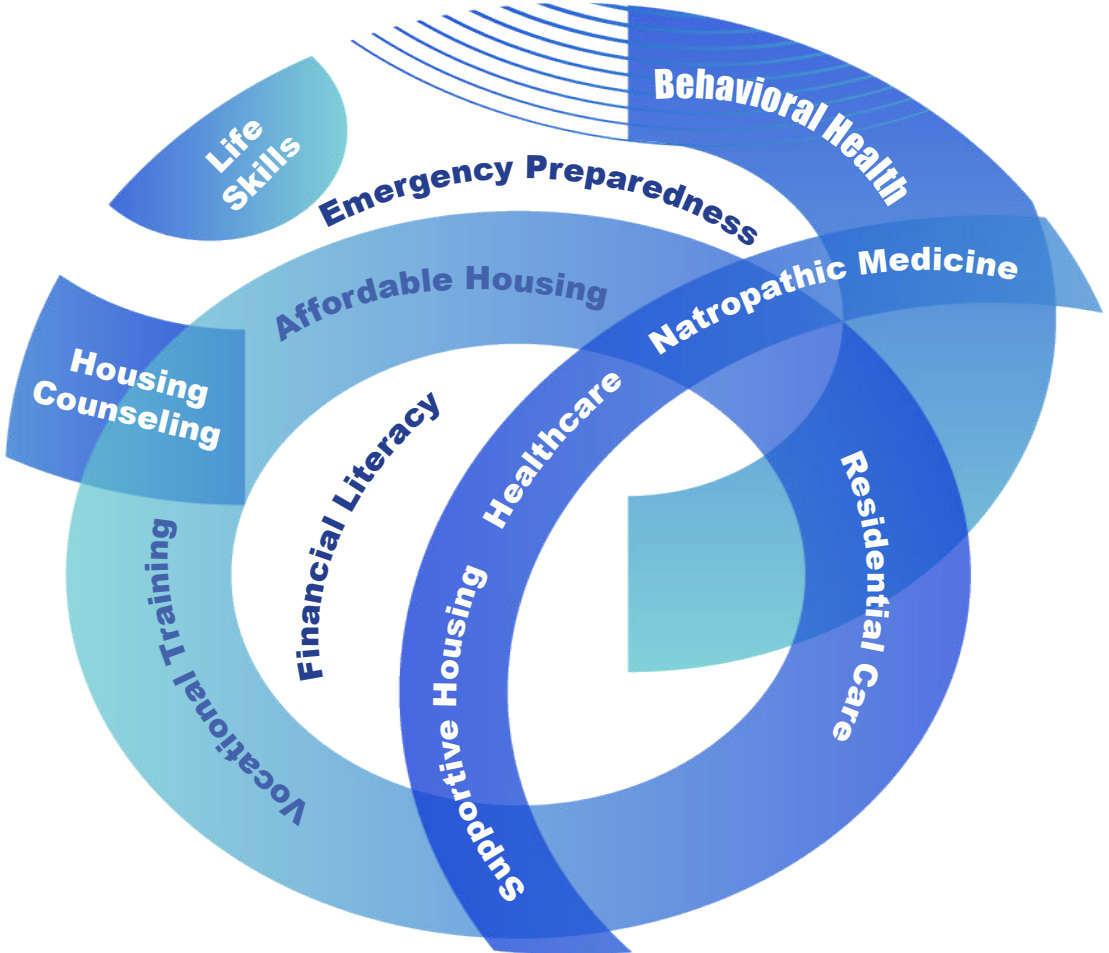 Behavioral Health
Life
Skills
Emergency Preparedness
Natropathic Medicine
Affordable Housing
Housing
Counseling
Healthcare
Financial Literacy
Residential Care
Vocational Training
Supportive Housing